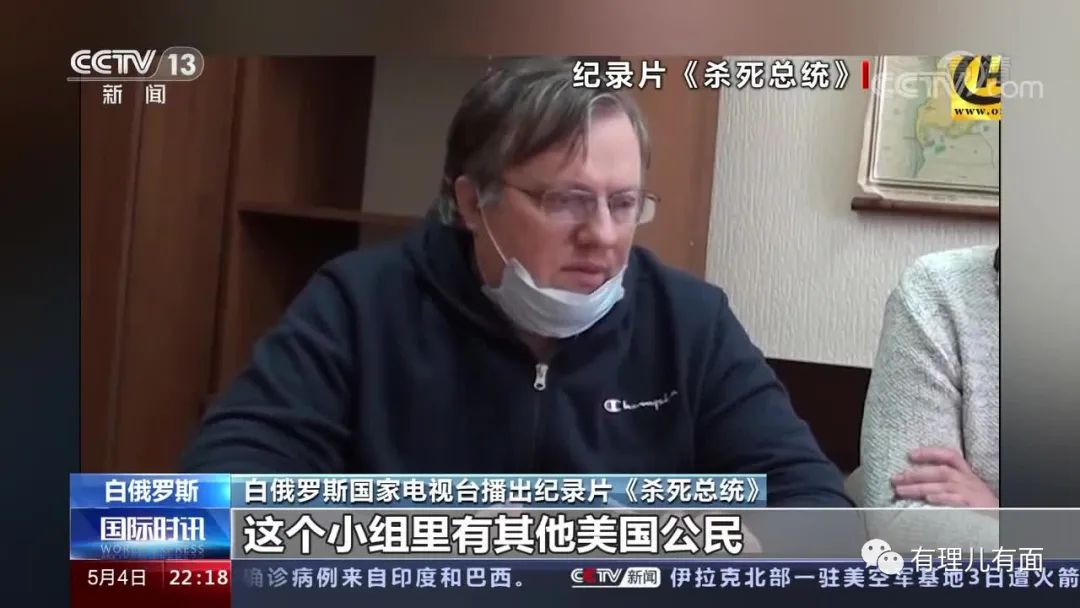 CCTV 13
新闻
纪录片《杀死总统》
CCTV.com
www.o
Champion
白俄罗斯
白俄罗斯国家电视台播出纪录片《杀死总统》
国际时讯
WORLD EXPRESS
这个小组里有其他美国公民
有理儿有面
5月4日
22:18
确诊病例来自印度和巴西。
CCTV 新闻
伊拉克北部一驻美空军基地3日遭火箭